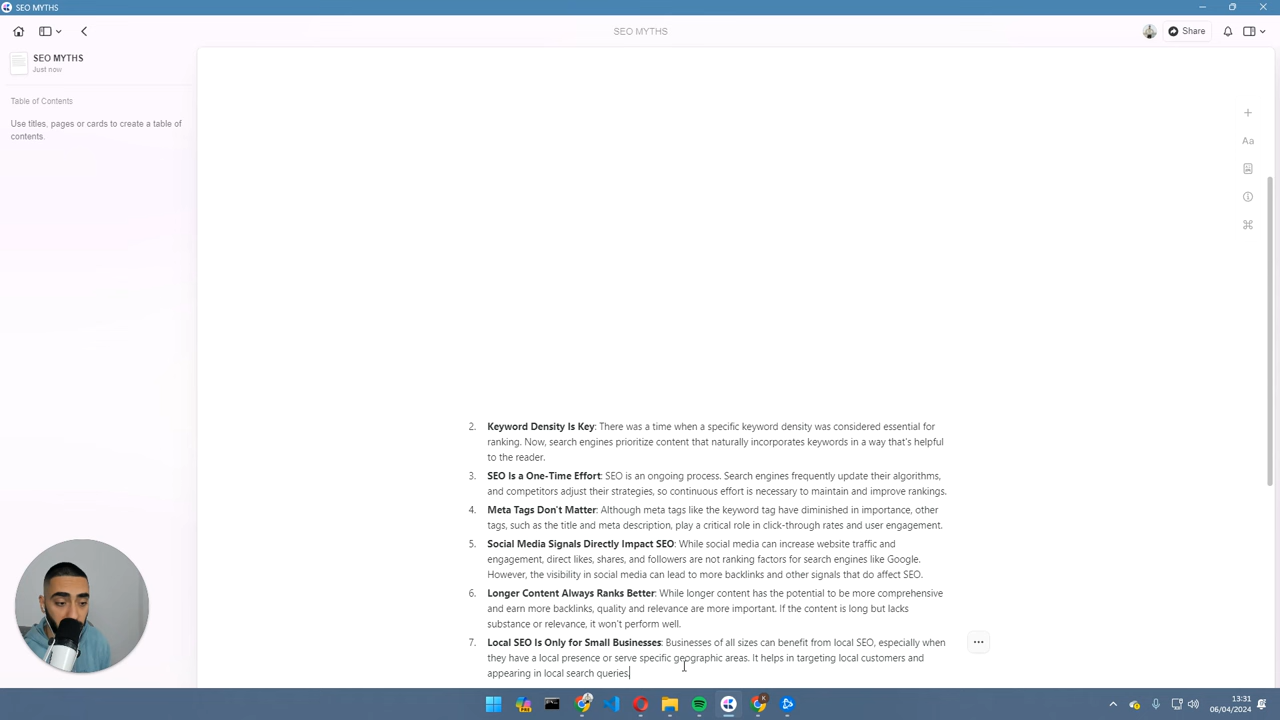 SEO MYTHS
SEO MYTHS
Share
SEO MYTHS
Just now
Table of Contents
Use titles, pages or cards to create a table of
contents.
Aa
2. Keyword Density Is Key: There was a time when a specific keyword density was considered essential for
ranking. Now, search engines prioritize content that naturally incorporates keywords in a way that's helpful
to the reader.
3. SEO Is a One-Time Effort: SEO is an ongoing process. Search engines frequently update their algorithms,
and competitors adjust their strategies, so continuous effort is necessary to maintain and improve rankings.
4. Meta Tags Don't Matter: Although meta tags like the keyword tag have diminished in importance, other
tags, such as the title and meta description, play a critical role in click-through rates and user engagement.
5. Social Media Signals Directly Impact SEO: While social media can increase website traffic and
engagement, direct likes, shares, and followers are not ranking factors for search engines like Google.
However, the visibility in social media can lead to more backlinks and other signals that do affect SEO.
6. Longer Content Always Ranks Better: While longer content has the potential to be more comprehensive
and earn more backlinks, quality and relevance are more important. If the content is long but lacks
substance or relevance, it won't perform well.
7. Local SEO Is Only for Small Businesses: Businesses of all sizes can benefit from local SEO, especially when
they have a local presence or serve specific geographic areas. It helps in targeting local customers and
appearing in local search queries.
PRE
K
13:31
06/04/2024